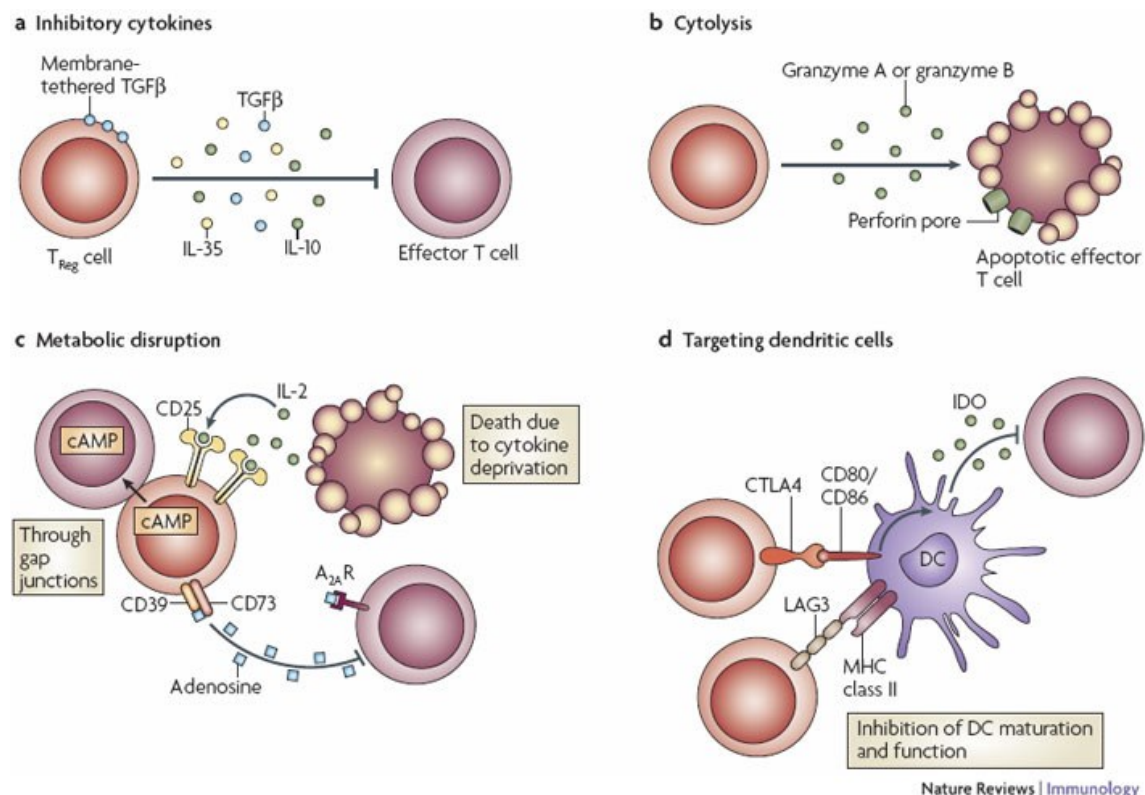 a Inhibitory cytokines
Membrane-
tethered TGFβ
TGFβ
IL-35
IL-10
TReg cell
Effector T cell
b Cytolysis
Granzyme A or granzyme B
Perforin pore
Apoptotic effector
T cell
c Metabolic disruption
IL-2
CD25
cAMP
cAMP
Death due
to cytokine
deprivation
Through
gap
junctions
CD39
CD73
A2AR
Adenosine
d Targeting dendritic cells
IDO
CTLA4
CD80/
CD86
DC
LAG3
MHC
class II
Inhibition of DC maturation
and function
Nature Reviews | Immunology